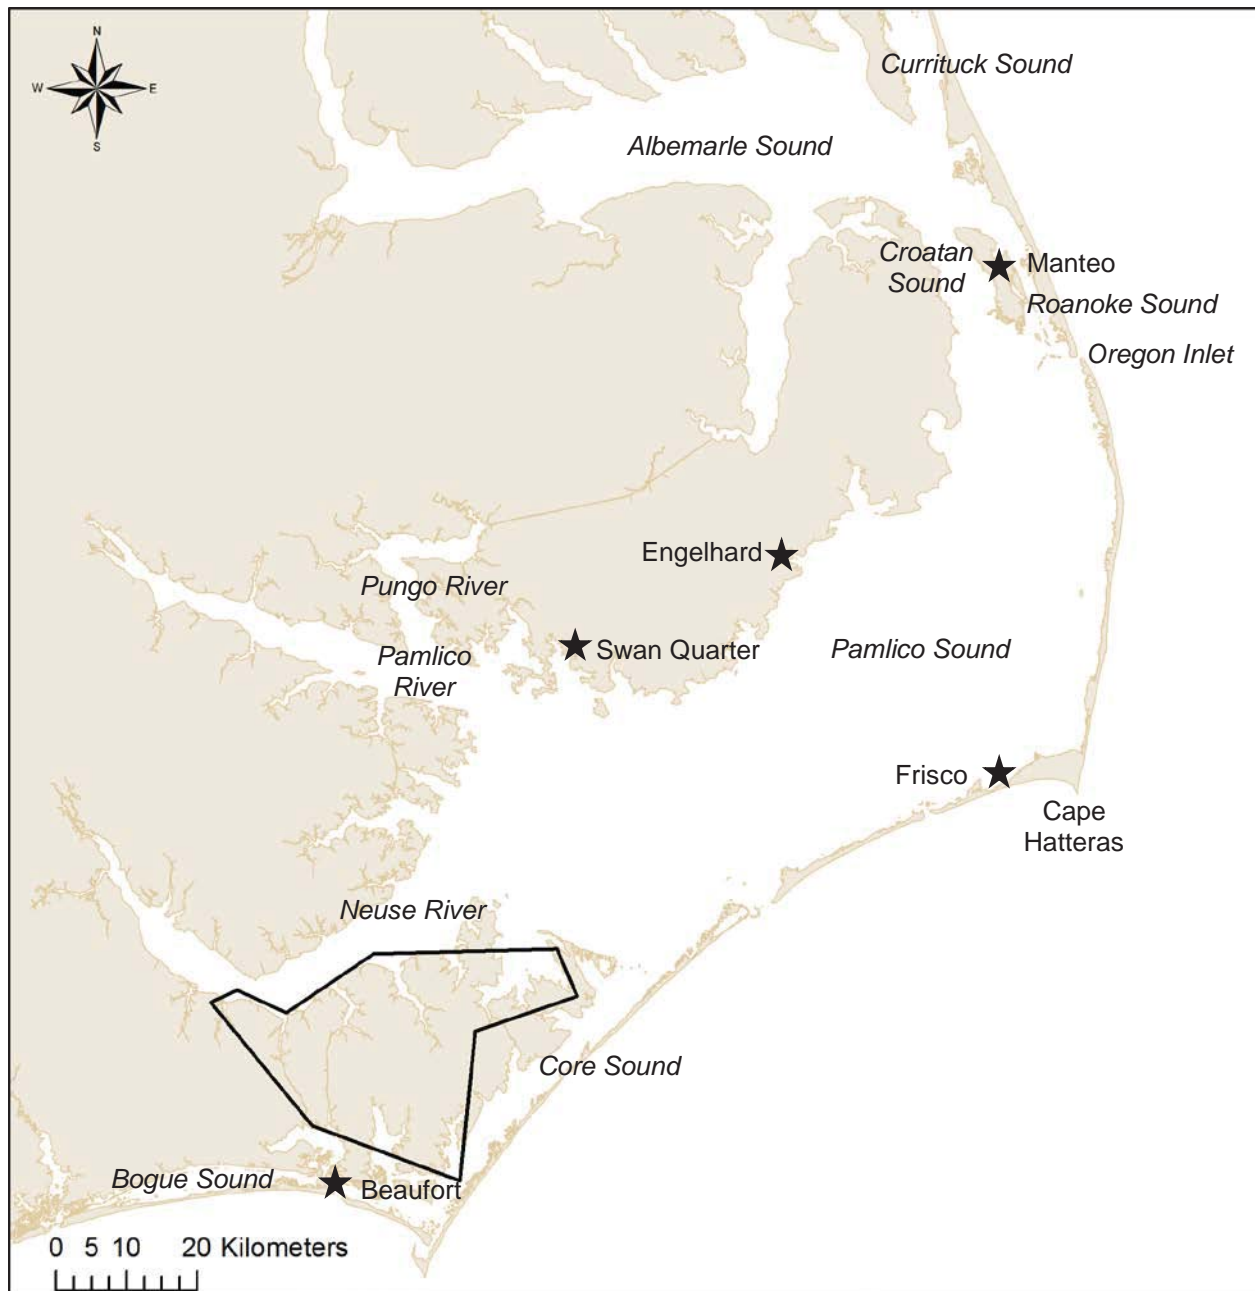 N
Currituck Sound
W
E
S
Albemarle Sound
Croatan
Sound
Manteo
Roanoke Sound
Oregon Inlet
Engelhard
Pungo River
Swan Quarter
Pamlico Sound
Pamlico
River
Frisco
Cape
Hatteras
Neuse River
Core Sound
Bogue Sound
Beaufort
0 5 10 20 Kilometers